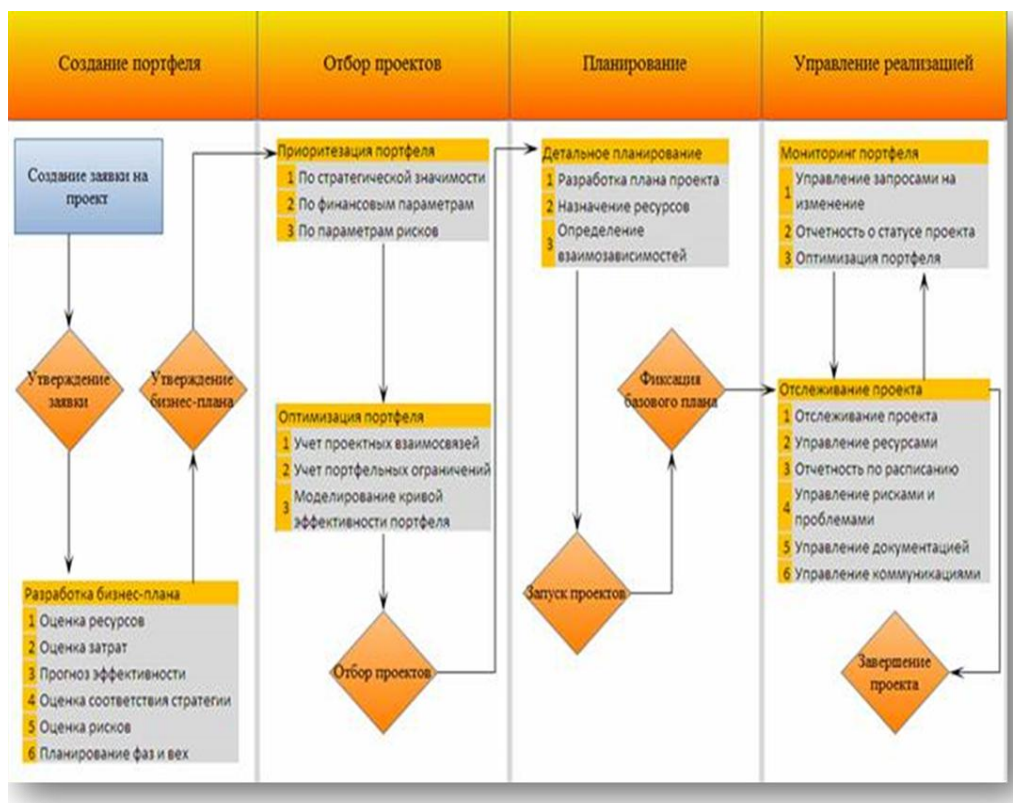 Создание портфеля
Отбор проектов
Планирование
Управление реализацией
Создание заявки на
проект
Утверждение
заявки
Разработка бизнес-плана
1 Оценка ресурсов
2 Оценка затрат
3 Прогноз эффективности
4 Оценка соответствия стратегии
5 Оценка рисков
6 Планирование фаз и вех
Утверждение
бизнес-плана
Приоритезация портфеля
1 По стратегической значимости
2 По финансовым параметрам
3 По параметрам рисков
Оптимизация портфеля
1 Учет проектных взаимосвязей
2 Учет портфельных ограничений
3 Моделирование кривой
эффективности портфеля
Отбор проектов
Детальное планирование
1 Разработка плана проекта
2 Назначение ресурсов
3 Определение
взаимозависимостей
Запуск проектов
Фиксация
базового плана
Мониторинг портфеля
1 Управление запросами на
изменение
2 Отчетность о статусе проекта
3 Оптимизация портфеля
Отслеживание проекта
1 Отслеживание проекта
2 Управление ресурсами
3 Отчетность по расписанию
4 Управление рисками и
проблемами
5 Управление документацией
6 Управление коммуникациями
Завершение
проекта